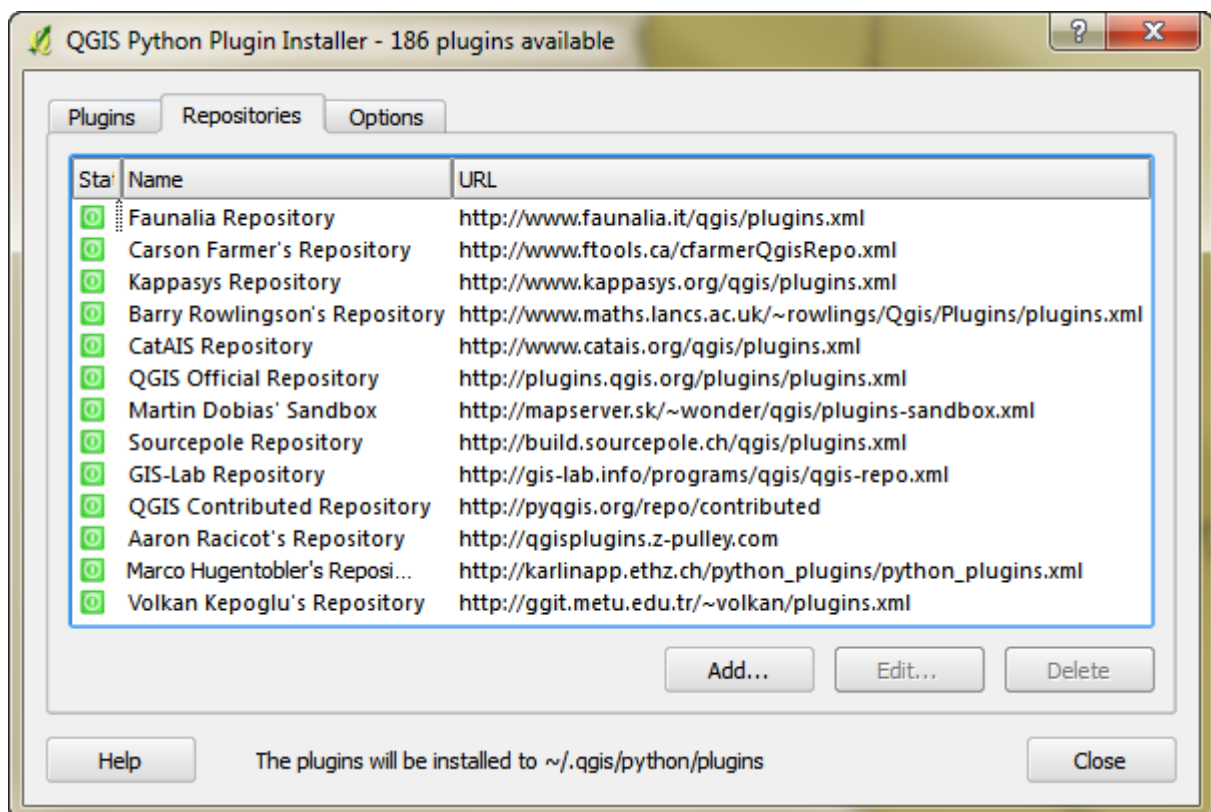 QGIS Python Plugin Installer - 186 plugins available
?
X
Plugins Repositories Options
Stat Name URL
Faunalia Repository http://www.faunalia.it/qgis/plugins.xml
Carson Farmer's Repository http://www.ftools.ca/cfarmerQgisRepo.xml
Kappasys Repository http://www.kappasys.org/qgis/plugins.xml
Barry Rowlingson's Repository http://www.maths.lancs.ac.uk/~rowlings/Qgis/Plugins/plugins.xml
CatAIS Repository http://www.catais.org/qgis/plugins.xml
QGIS Official Repository http://plugins.qgis.org/plugins/plugins.xml
Martin Dobias' Sandbox http://mapserver.sk/~wonder/qgis/plugins-sandbox.xml
Sourcepole Repository http://build.sourcepole.ch/qgis/plugins.xml
GIS-Lab Repository http://gis-lab.info/programs/qgis/qgis-repo.xml
QGIS Contributed Repository http://pyqgis.org/repo/contributed
Aaron Racicot's Repository http://qgisplugins.z-pulley.com
Marco Hugentobler's Reposi... http://karlinapp.ethz.ch/python_plugins/python_plugins.xml
Volkan Kepoglu's Repository http://ggit.metu.edu.tr/~volkan/plugins.xml
Add... Edit... Delete
Help The plugins will be installed to ~/.qgis/python/plugins Close